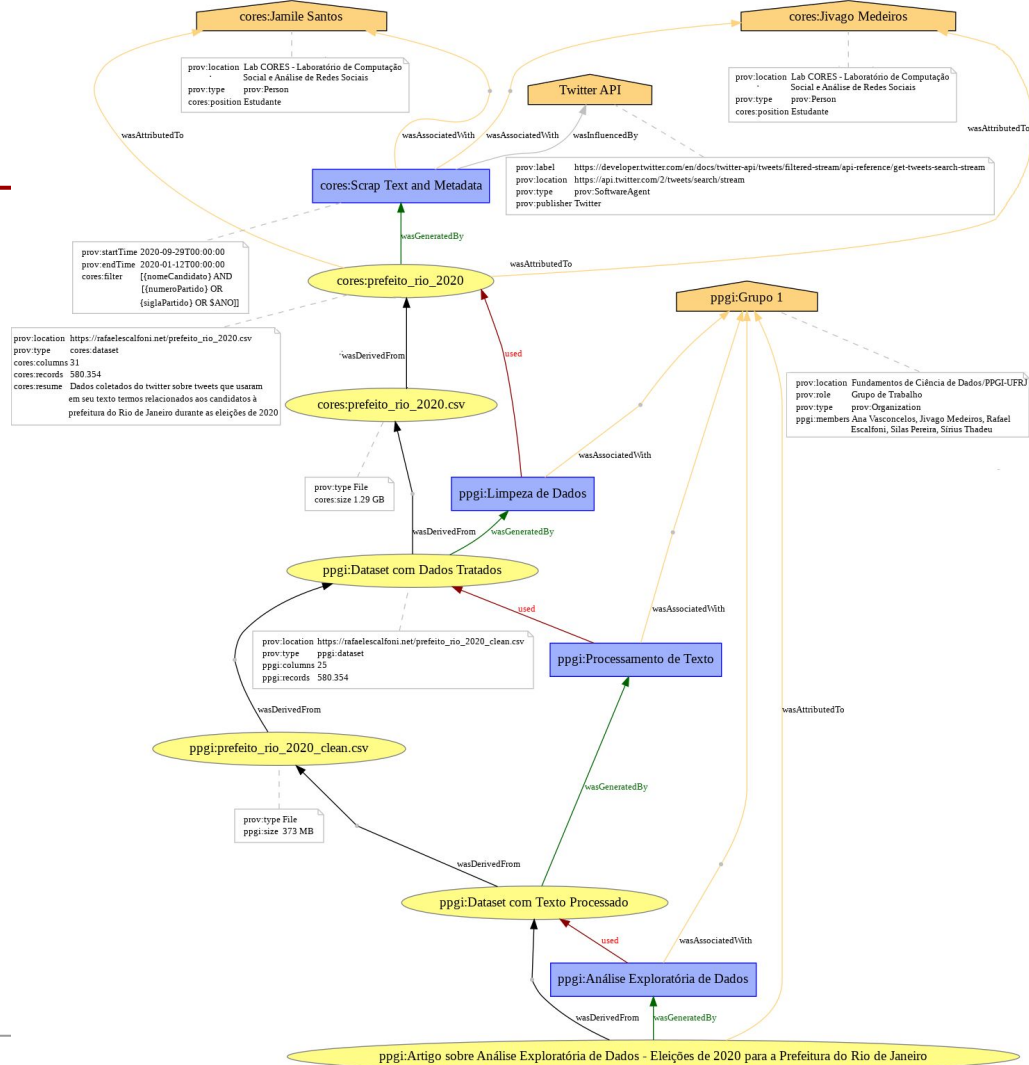 cores:Jamile Santos
cores:Jivago Medeiros
prov:location Lab CORES - Laboratório de Computação
Social e Análise de Redes Sociais
prov:type prov:Person
cores:position Estudante
Twitter API
prov:location Lab CORES - Laboratório de Computação
Social e Análise de Redes Sociais
prov:type prov:Person
cores:position Estudante
wasAttributedTo
wasAssociatedWith
wasAssociatedWith
wasInfluencedBy
wasAttributedTo
cores:Scrap Text and Metadata
prov:label https://developer.twitter.com/en/docs/twitter-api/tweets/filtered-stream/api-reference/get-tweets-search-stream
prov:location https://api.twitter.com/2/tweets/search/stream
prov:type prov:SoftwareAgent
prov:publisher Twitter
wasGeneratedBy
prov:startTime 2020-09-29T00:00:00
prov:endTime 2020-01-12T00:00:00
cores:filter [{nomeCandidato} AND
[{numeroPartido} OR
{siglaPartido} OR $ANO]]
wasAttributedTo
cores:prefeito_rio_2020
ppgi:Grupo 1
prov:location https://rafaelescalfoni.net/prefeito_rio_2020.csv
prov:type cores:dataset
cores:columns 31
cores:records 580.354
cores:resume Dados coletados do twitter sobre tweets que usaram
em seu texto termos relacionados aos candidatos à
prefeitura do Rio de Janeiro durante as eleições de 2020
wasDerivedFrom
used
prov:location Fundamentos de Ciência de Dados/PPGI-UFRJ
prov:role Grupo de Trabalho
prov:type prov:Organization
ppgi:members Ana Vasconcelos, Jivago Medeiros, Rafael
Escalfoni, Silas Pereira, Sírius Thadeu
cores:prefeito_rio_2020.csv
wasAssociatedWith
prov:type File
cores:size 1.29 GB
ppgi:Limpeza de Dados
wasDerivedFrom
wasGeneratedBy
ppgi:Dataset com Dados Tratados
used
wasAssociatedWith
prov:location https://rafaelescalfoni.net/prefeito_rio_2020_clean.csv
prov:type ppgi:dataset
ppgi:columns 25
ppgi:records 580.354
ppgi:Processamento de Texto
wasDerivedFrom
wasAttributedTo
ppgi:prefeito_rio_2020_clean.csv
wasGeneratedBy
prov:type File
ppgi:size 373 MB
wasDerivedFrom
ppgi:Dataset com Texto Processado
used
wasAssociatedWith
ppgi:Análise Exploratória de Dados
wasDerivedFrom
wasGeneratedBy
ppgi:Artigo sobre Análise Exploratória de Dados - Eleições de 2020 para a Prefeitura do Rio de Janeiro